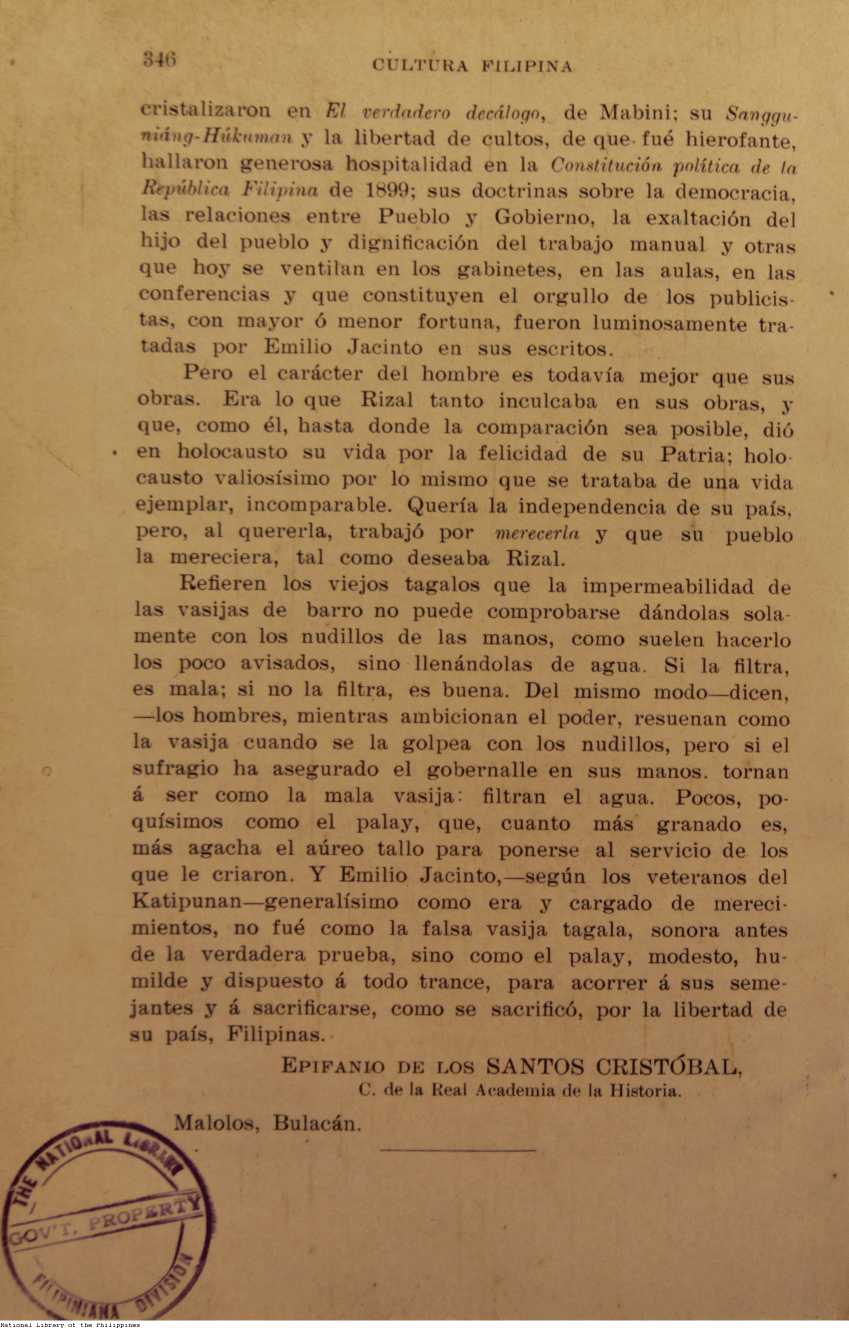 346
CULTURA FILIPINA
cristalizaron en El verdadero decálogo, de Mabini; su Sanggu-
niáng-Húkuman y la libertad de cultos, de que fué hierofante,
hallaron generosa hospitalidad en la Constitución política de la
República Filipina de 1899; sus doctrinas sobre la democracia,
las relaciones entre Pueblo y Gobierno, la exaltación del
hijo del pueblo y dignificación del trabajo manual y otras
que hoy se ventilan en los gabinetes, en las aulas, en las
conferencias y que constituyen el orgullo de los publicis-
tas, con mayor ó menor fortuna, fueron luminosamente tra-
tadas por Emilio Jacinto en sus escritos.
Pero el carácter del hombre es todavía mejor que sus
obras. Era lo que Rizal tanto inculcaba en sus obras, y
que, como él, hasta donde la comparación sea posible, dió
en holocausto su vida por la felicidad de su Patria; holo-
causto valiosísimo por lo mismo que se trataba de una vida
ejemplar, incomparable. Quería la independencia de su país,
pero, al quererla, trabajó por merecerla y que su pueblo
la mereciera, tal como deseaba Rizal.
Refieren los viejos tagalos que la impermeabilidad de
las vasijas de barro no puede comprobarse dándolas sola-
mente con los nudillos de las manos, como suelen hacerlo
los poco avisados, sino llenándolas de agua. Si la filtra,
es mala; si no la filtra, es buena. Del mismo modo—dicen,
—los hombres, mientras ambicionan el poder, resuenan como
la vasija cuando se la golpea con los nudillos, pero si el
sufragio ha asegurado el gobernalle en sus manos. tornan
á ser como la mala vasija: filtran el agua. Pocos, po-
quísimos como el palay, que, cuanto más granado es,
más agacha el aúreo tallo para ponerse al servicio de los
que le criaron. Y Emilio Jacinto,—según los veteranos del
Katipunan—generalísimo como era y cargado de mereci-
mientos, no fué como la falsa vasija tagala, sonora antes
de la verdadera prueba, sino como el palay, modesto, hu-
milde y dispuesto á todo trance, para acorrer á sus seme-
jantes y á sacrificarse, como se sacrificó, por la libertad de
su país, Filipinas.
EPIFANIO DE LOS SANTOS CRISTÓBAL,
C. de la Real Academia de la Historia.
Malolos, Bulacán.
THE NATIONAL LIBRARY
GOV'T. PROPERTY
FILIPINIANA DIVISION
National Library of the Philippines